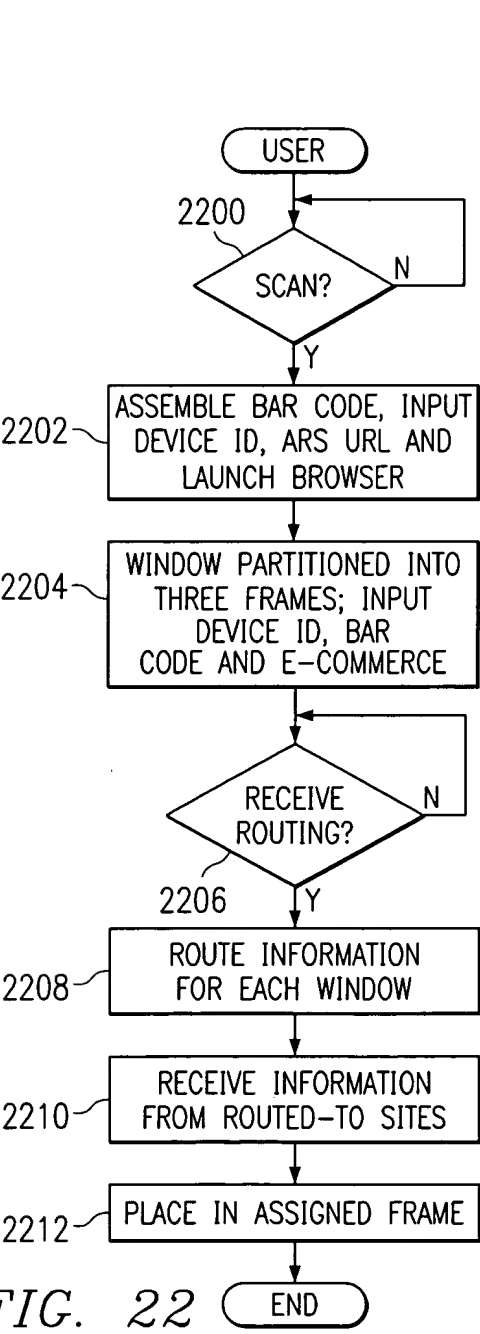 USER
2200
SCAN?
N
Y
2202
ASSEMBLE BAR CODE, INPUT
DEVICE ID, ARS URL AND
LAUNCH BROWSER
2204
WINDOW PARTITIONED INTO
THREE FRAMES; INPUT
DEVICE ID, BAR
CODE AND E-COMMERCE
RECEIVE
ROUTING?
N
2206
Y
2208
ROUTE INFORMATION
FOR EACH WINDOW
2210
RECEIVE INFORMATION
FROM ROUTED-TO SITES
2212
PLACE IN ASSIGNED FRAME
FIG. 22
END